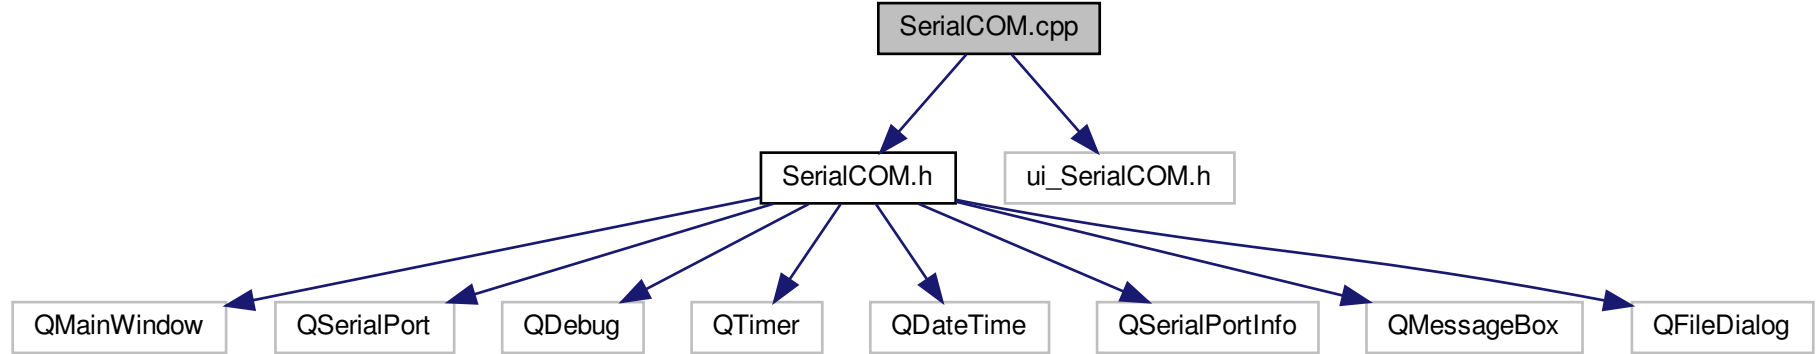 SerialCOM.cpp
SerialCOM.h
ui_SerialCOM.h
QMainWindow
QSerialPort
QDebug
QTimer
QDateTime
QSerialPortInfo
QMessageBox
QFileDialog